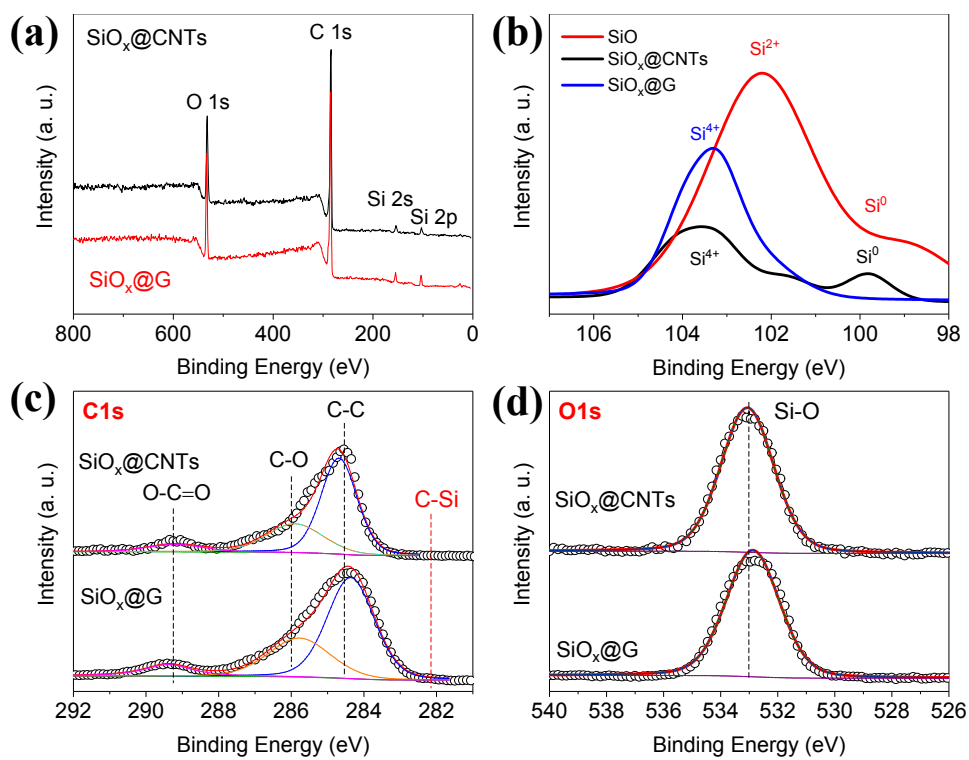 (a)
SiOₓ@CNTs
C 1s
O 1s
Si 2s
Si 2p
SiOₓ@G
Intensity (a. u.)
800 600 400 200 0
Binding Energy (eV)
(b)
SiO
SiOₓ@CNTs
SiOₓ@G
Si²⁺
Si⁴⁺
Si⁰
Si⁴⁺
Si⁰
Intensity (a. u.)
106 104 102 100 98
Binding Energy (eV)
(c)
C1s
C-C
SiOₓ@CNTs
C-O
O-C=O
C-Si
SiOₓ@G
Intensity (a. u.)
292 290 288 286 284 282
Binding Energy (eV)
(d)
O1s
Si-O
SiOₓ@CNTs
SiOₓ@G
Intensity (a. u.)
540 538 536 534 532 530 528 526
Binding Energy (eV)